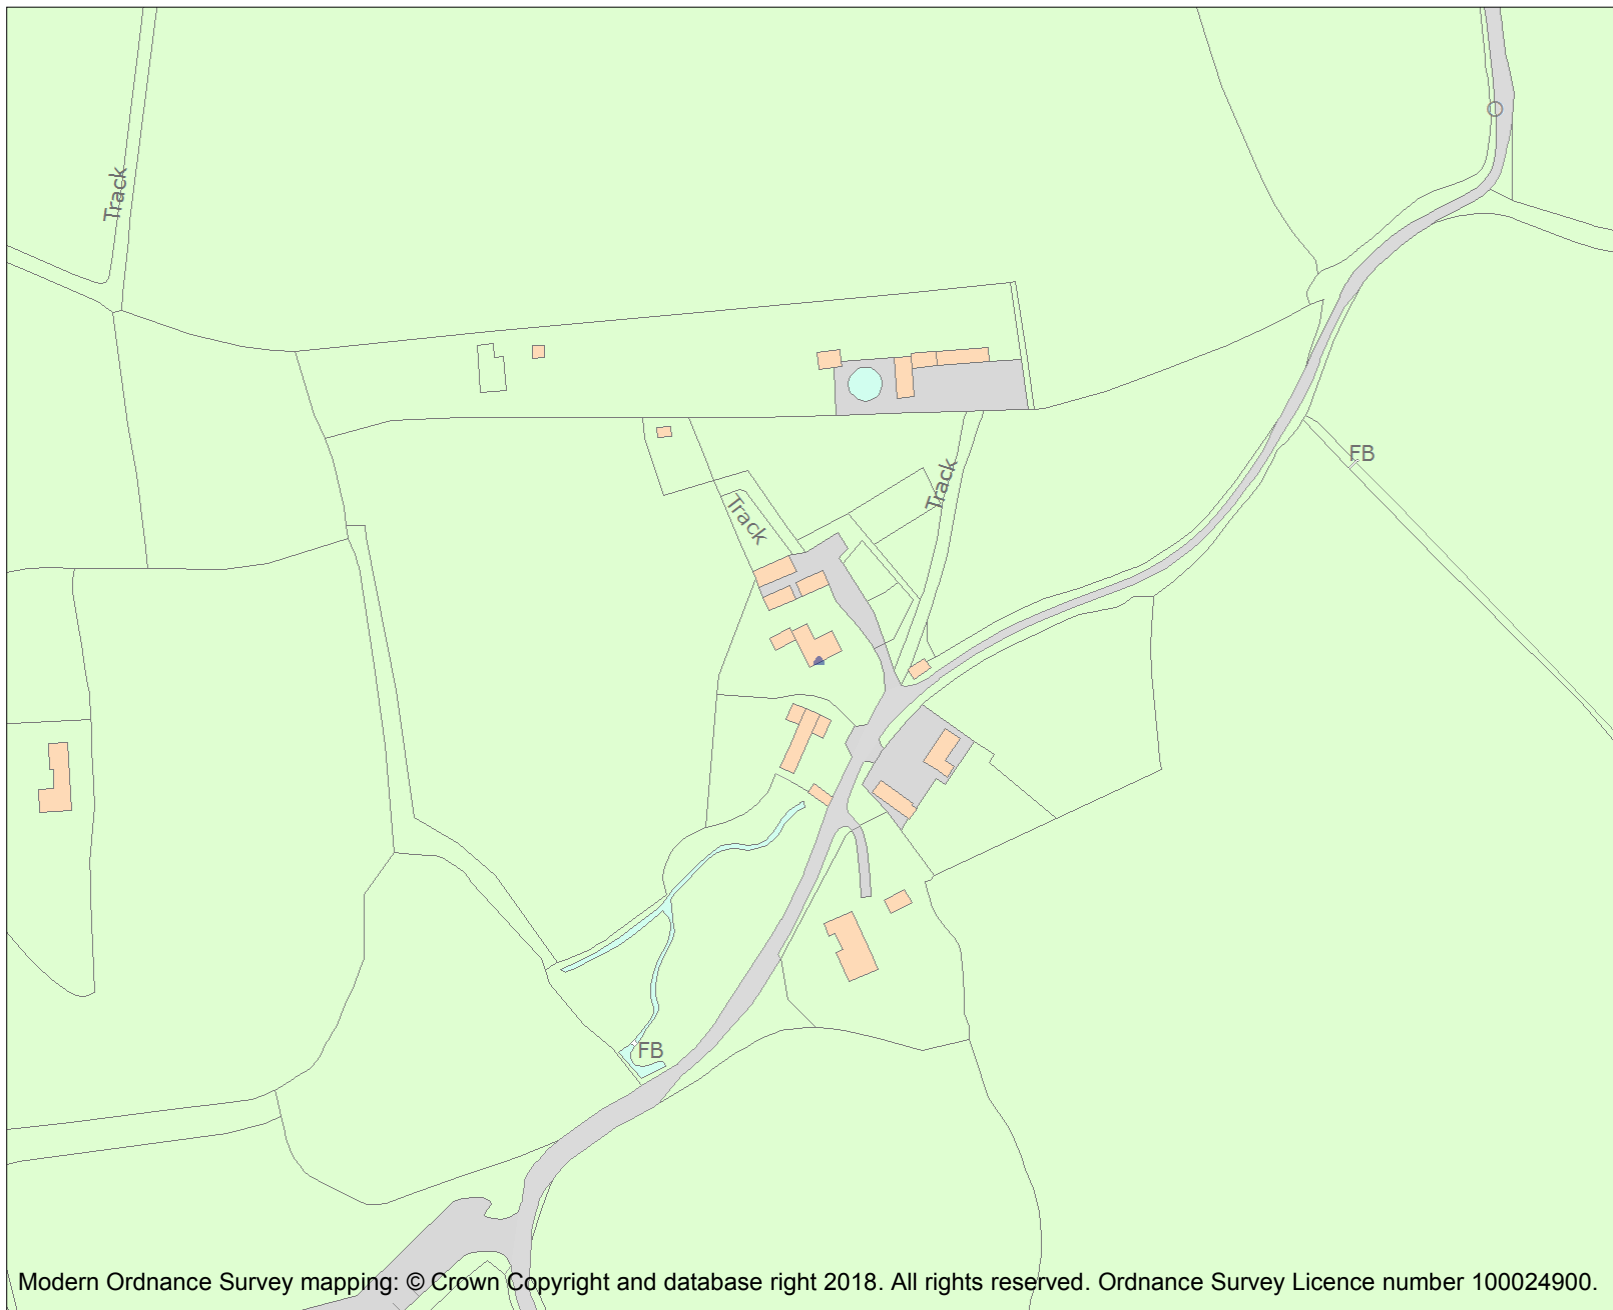 Track
FB
Track
Track
FB
Modern Ordnance Survey mapping: © Crown Copyright and database right 2018. All rights reserved. Ordnance Survey Licence number 100024900.